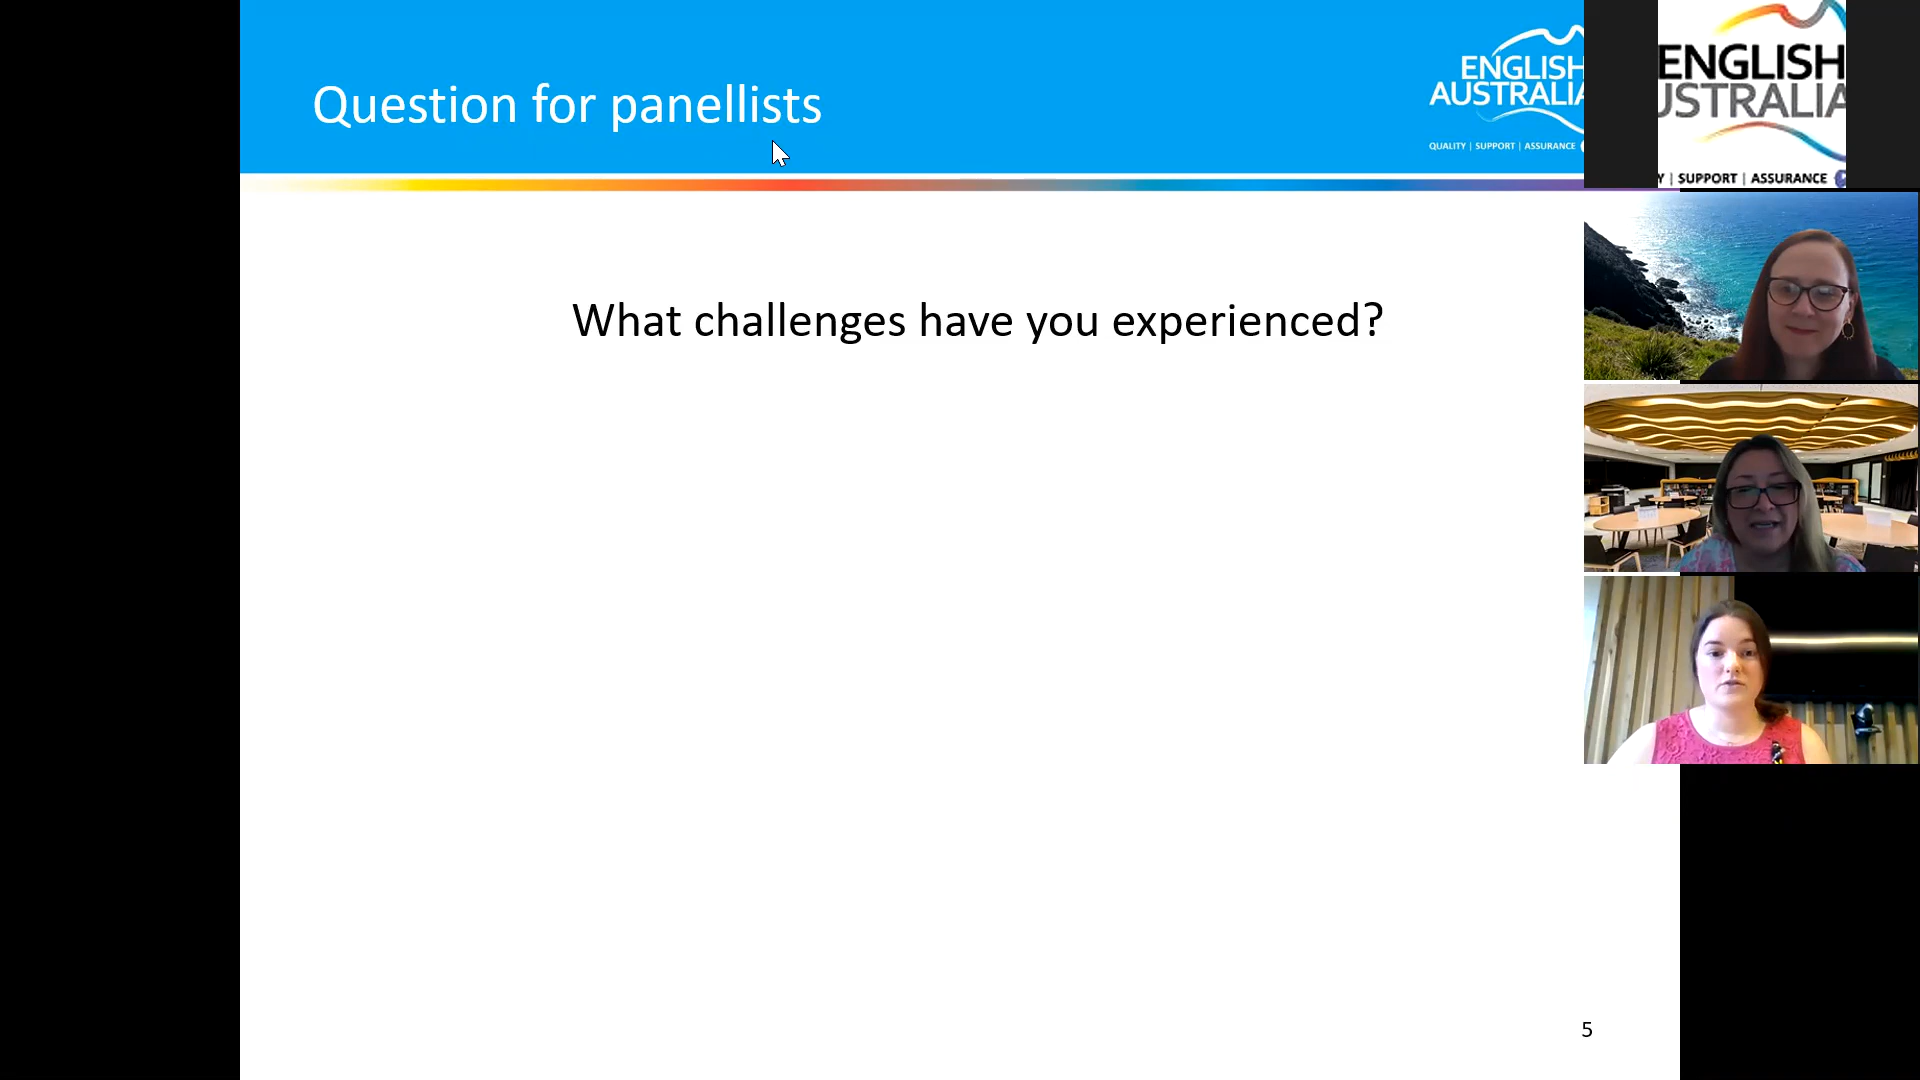 Question for panellists
ENGLISH
AUSTRALIA
QUALITY | SUPPORT | ASSURANCE
ENGLISH
USTRALIA
Y | SUPPORT | ASSURANCE
What challenges have you experienced?
5